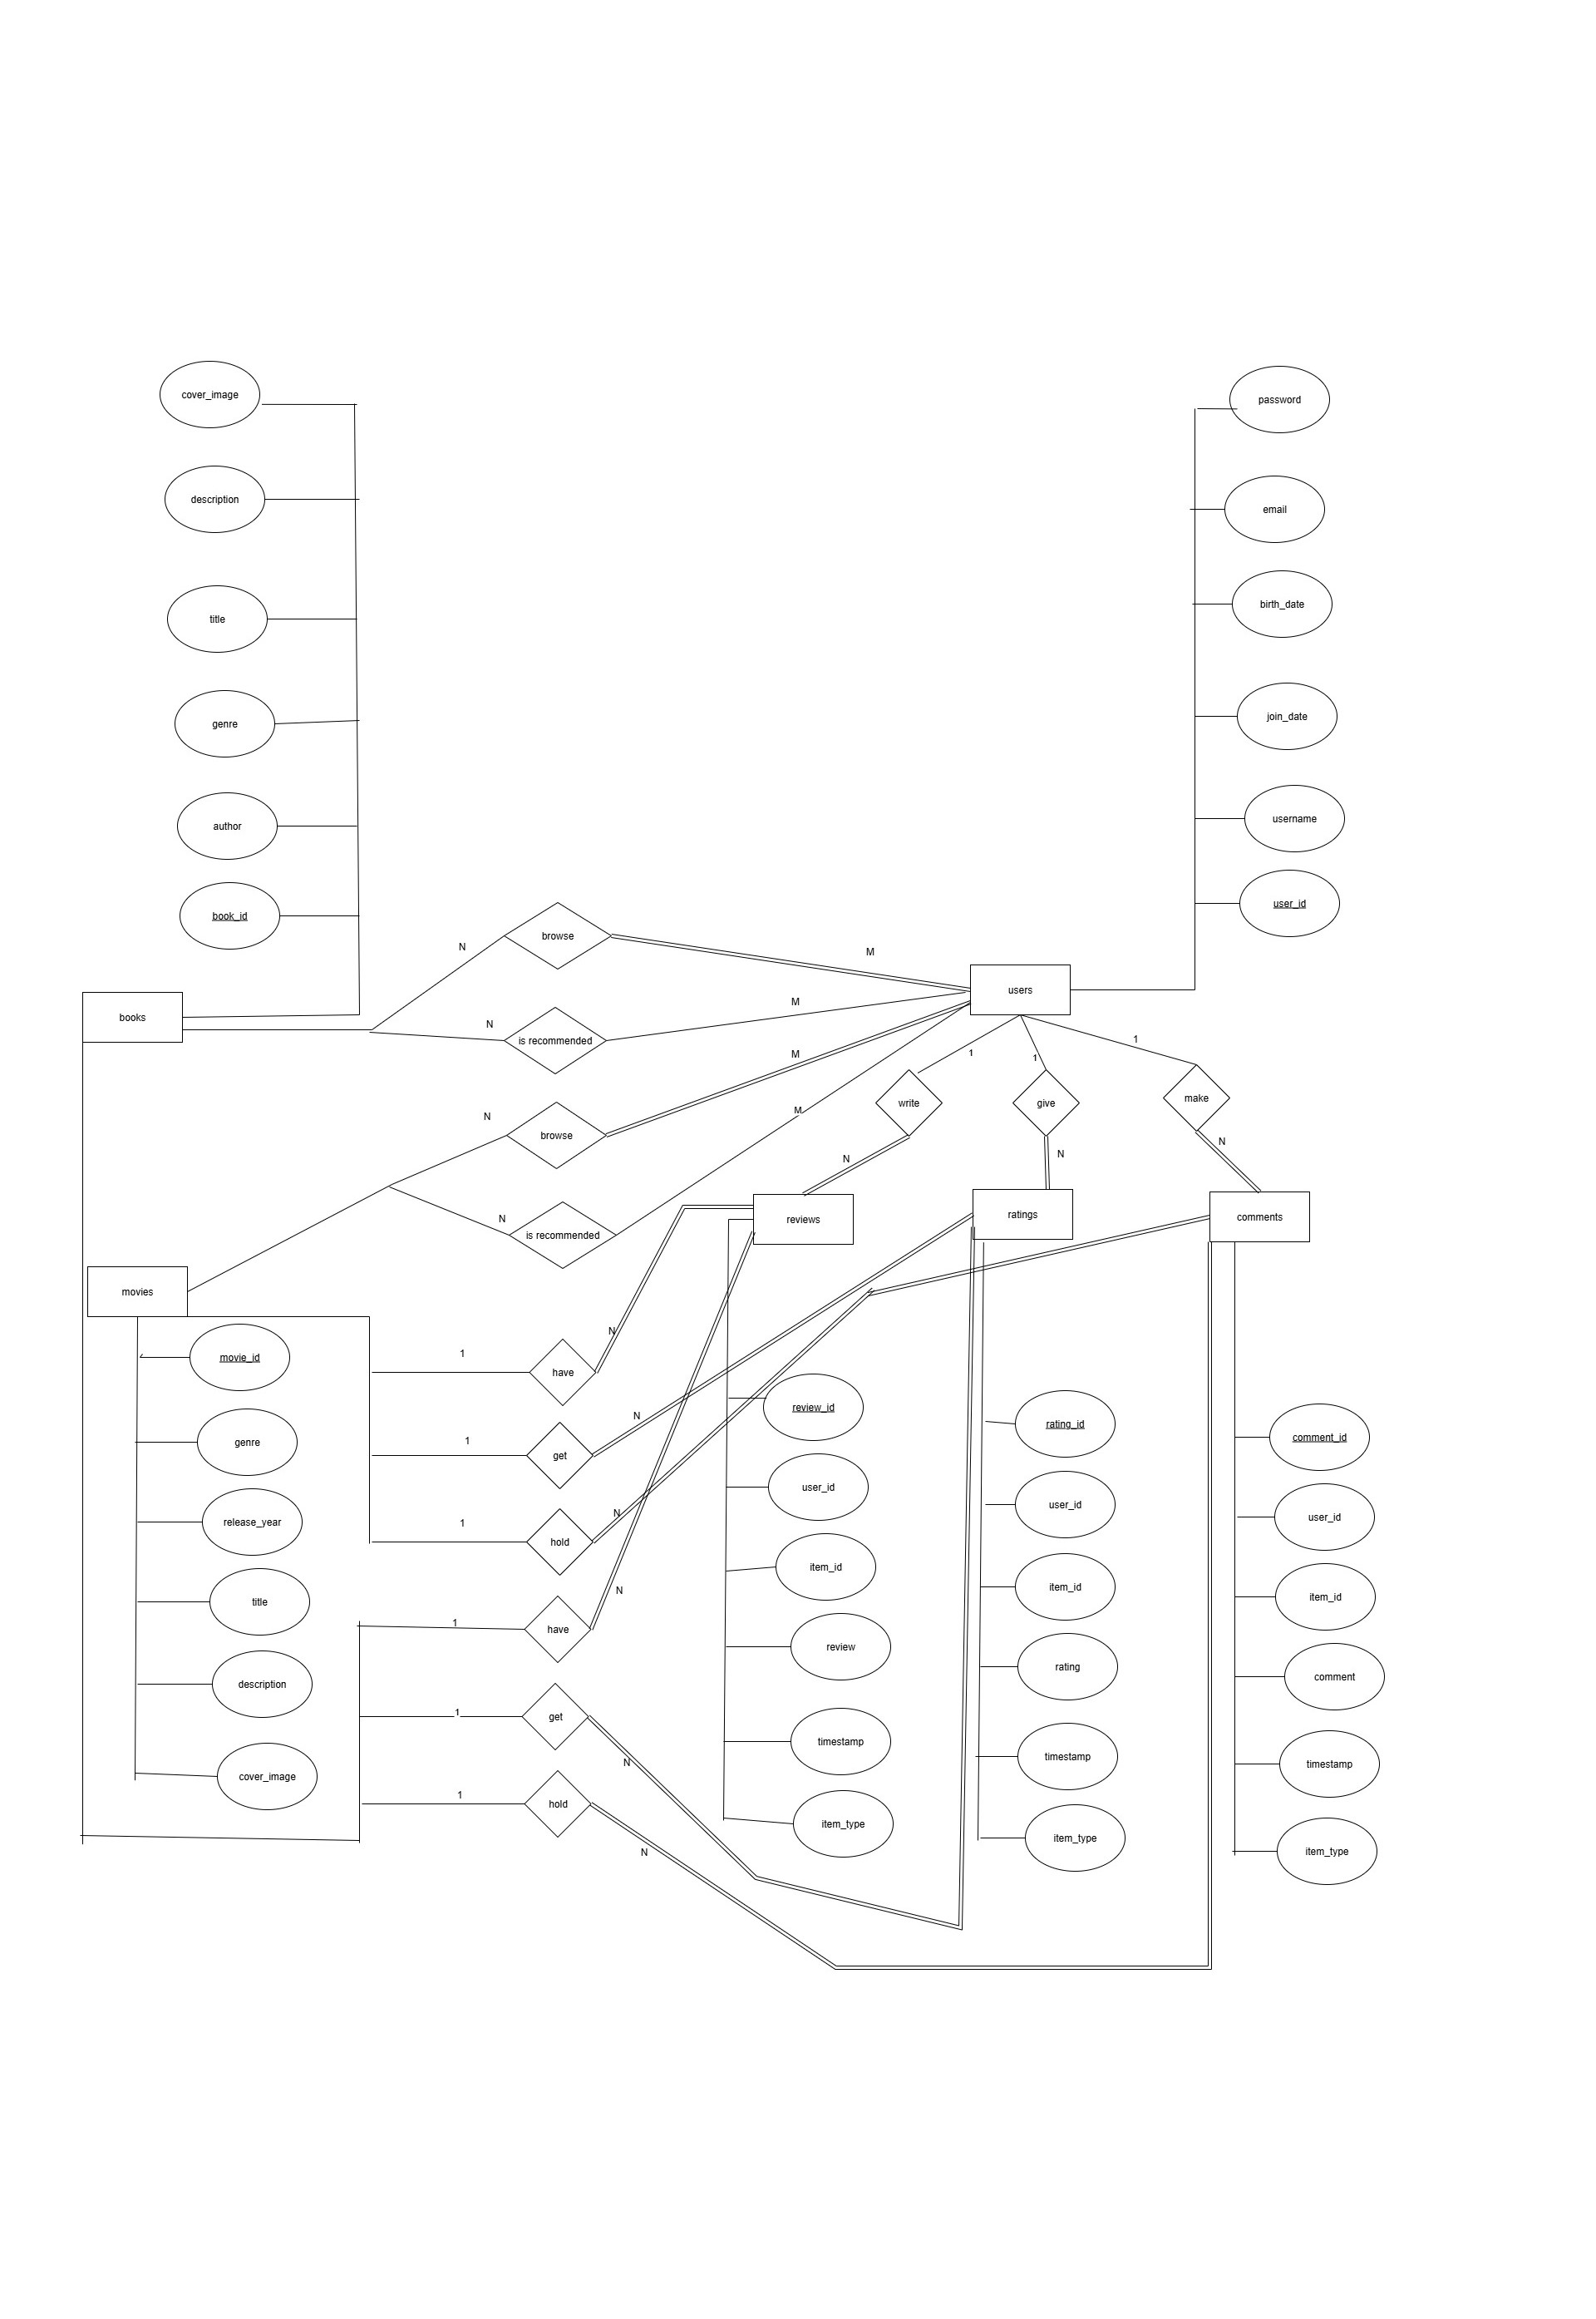 cover_image
password
description
email
birth_date
title
join_date
genre
username
author
user_id
book_id
browse
N
M
users
books
M
N
is recommended
1
1
1
M
make
write
give
N
browse
N
N
N
M
reviews
ratings
comments
N
is recommended
movies
N
movie_id
1
have
review_id
N
rating_id
genre
1
get
comment_id
user_id
user_id
release_year
1
hold
N
user_id
item_id
item_id
item_id
title
N
1
have
review
rating
comment
description
1
get
timestamp
timestamp
timestamp
cover_image
N
1
hold
item_type
item_type
item_type
N